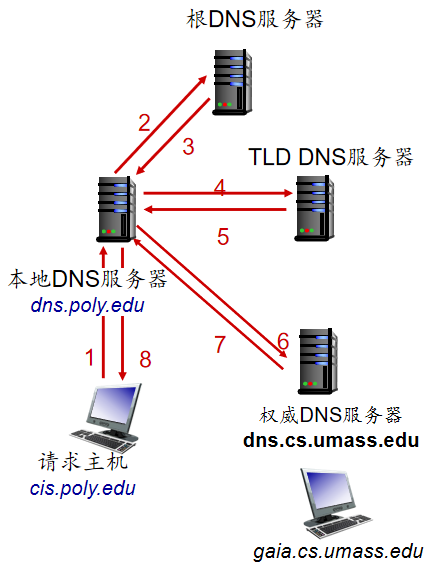 根DNS服务器
2
3
TLD DNS服务器
4
5
本地DNS服务器
dns.poly.edu
1
8
7
6
权威DNS服务器
dns.cs.umass.edu
请求主机
cis.poly.edu
gaia.cs.umass.edu